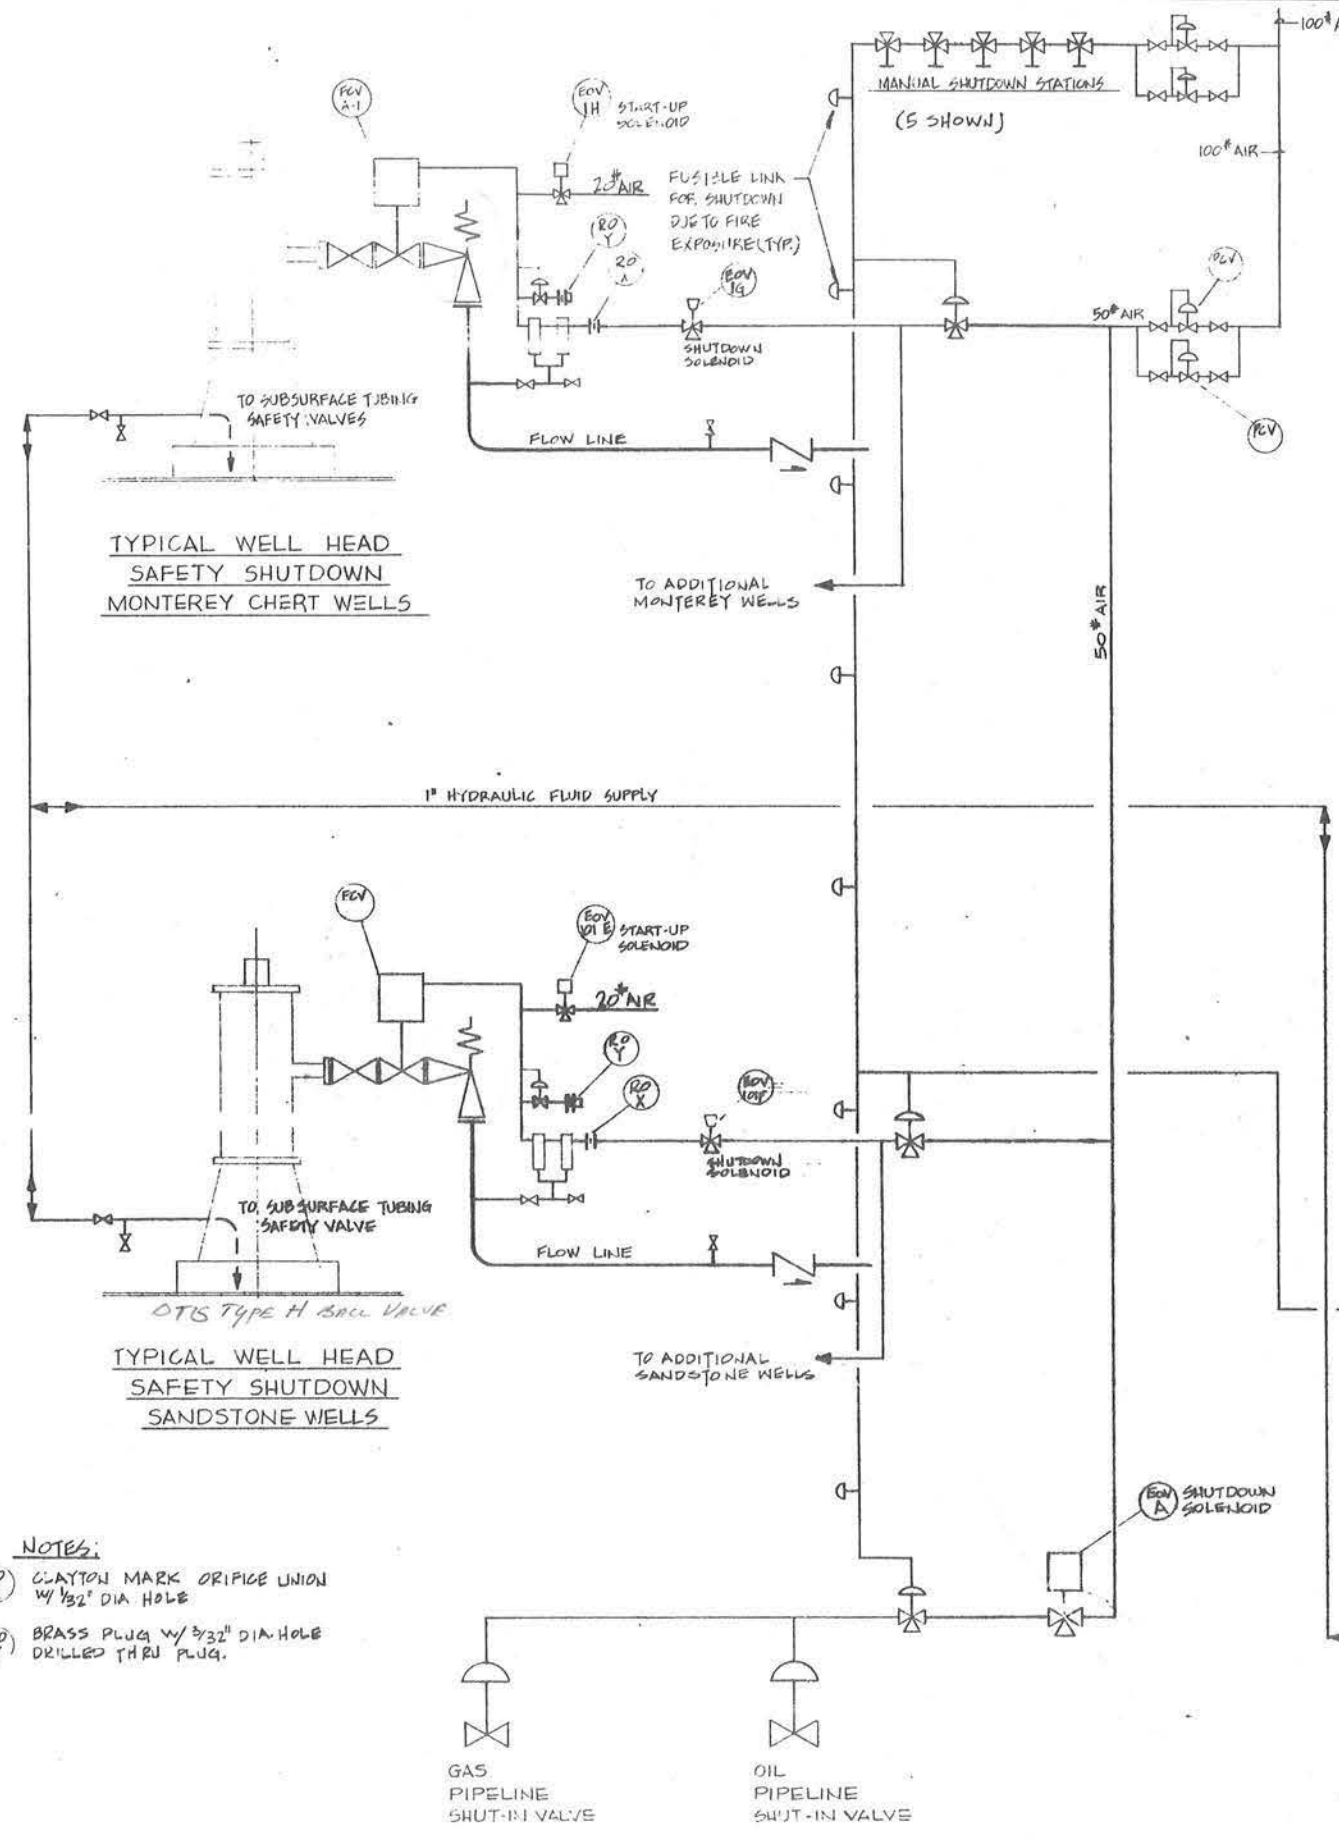 100# A
FCV
A-1
EOV
1H
START-UP
SOLENOID
20# AIR
MANUAL SHUTDOWN STATIONS
(5 SHOWN)
100# AIR
FUSIBLE LINK
FOR SHUTDOWN
DUE TO FIRE
EXPOSURE (TYP.)
RO
Y
RO
EOV
1G
SHUTDOWN
SOLENOID
50# AIR
PCV
PCV
TO SUBSURFACE TUBING
SAFETY VALVES
FLOW LINE
TYPICAL WELL HEAD
SAFETY SHUTDOWN
MONTEREY CHERT WELLS
TO ADDITIONAL
MONTEREY WELLS
50# AIR
1" HYDRAULIC FLUID SUPPLY
FCV
EOV
101E
START-UP
SOLENOID
20# AIR
RO
Y
RO
X
EOV
101F
SHUTDOWN
SOLENOID
TO SUBSURFACE TUBING
SAFETY VALVE
FLOW LINE
OTIS TYPE H BALL VALVE
TYPICAL WELL HEAD
SAFETY SHUTDOWN
SANDSTONE WELLS
TO ADDITIONAL
SANDSTONE WELLS
EOV
A
SHUTDOWN
SOLENOID
NOTES:
CLAYTON MARK ORIFICE UNION
W/ 1/32" DIA HOLE
BRASS PLUG W/ 3/32" DIA. HOLE
DRILLED THRU PLUG.
GAS
PIPELINE
SHUT-IN VALVE
OIL
PIPELINE
SHUT-IN VALVE